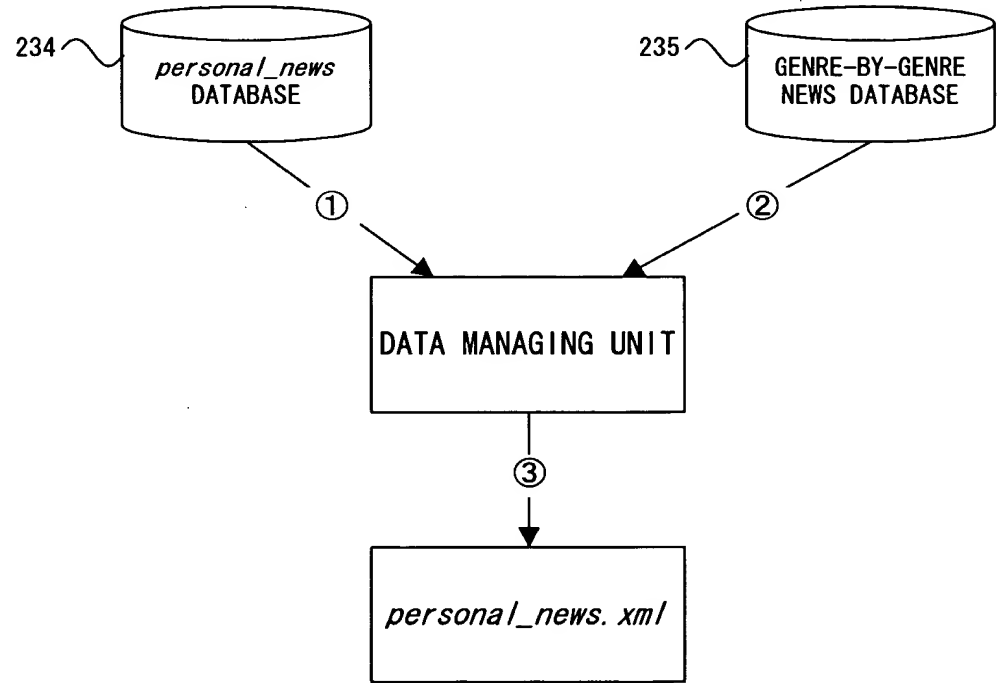 234
personal_news
DATABASE
235
GENRE-BY-GENRE
NEWS DATABASE
①
②
DATA MANAGING UNIT
③
personal_news.xml